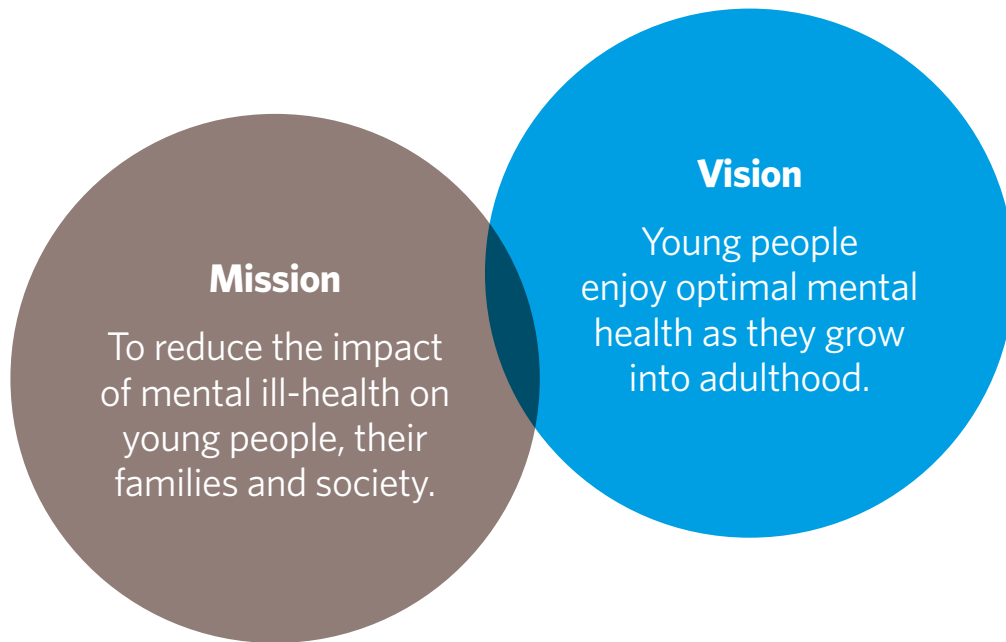 Mission
To reduce the impact
of mental ill-health on
young people, their
families and society.
Vision
Young people
enjoy optimal mental
health as they grow
into adulthood.